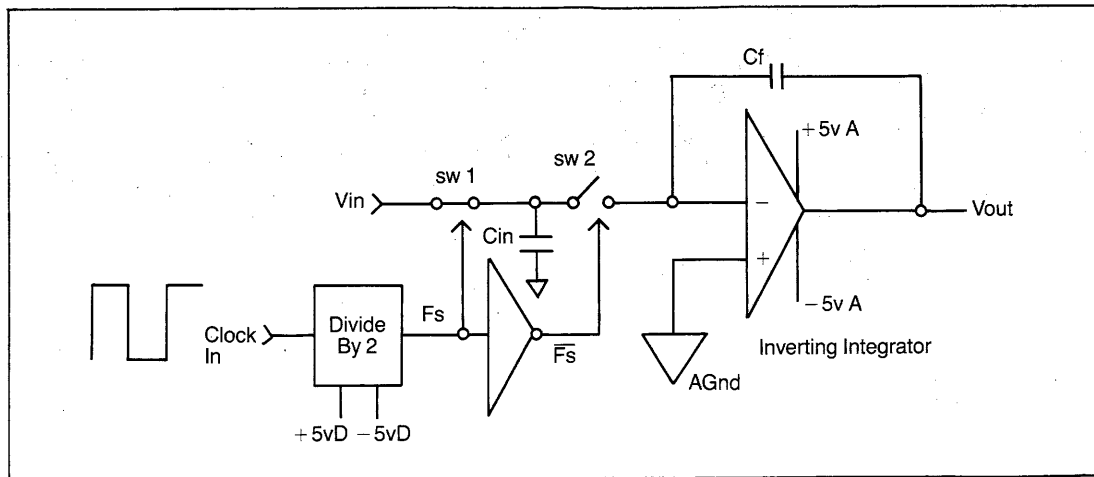 Cf
+5v A
sw 2
sw 1
Vin
−
Vout
Cin
+
−5v A
Clock
In
Divide
By 2
Fs
F̅s̅
Inverting Integrator
AGnd
+5vD −5vD